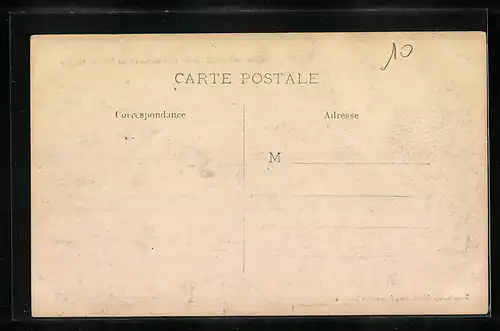 10
CARTE POSTALE
Correspondance
Adresse
M